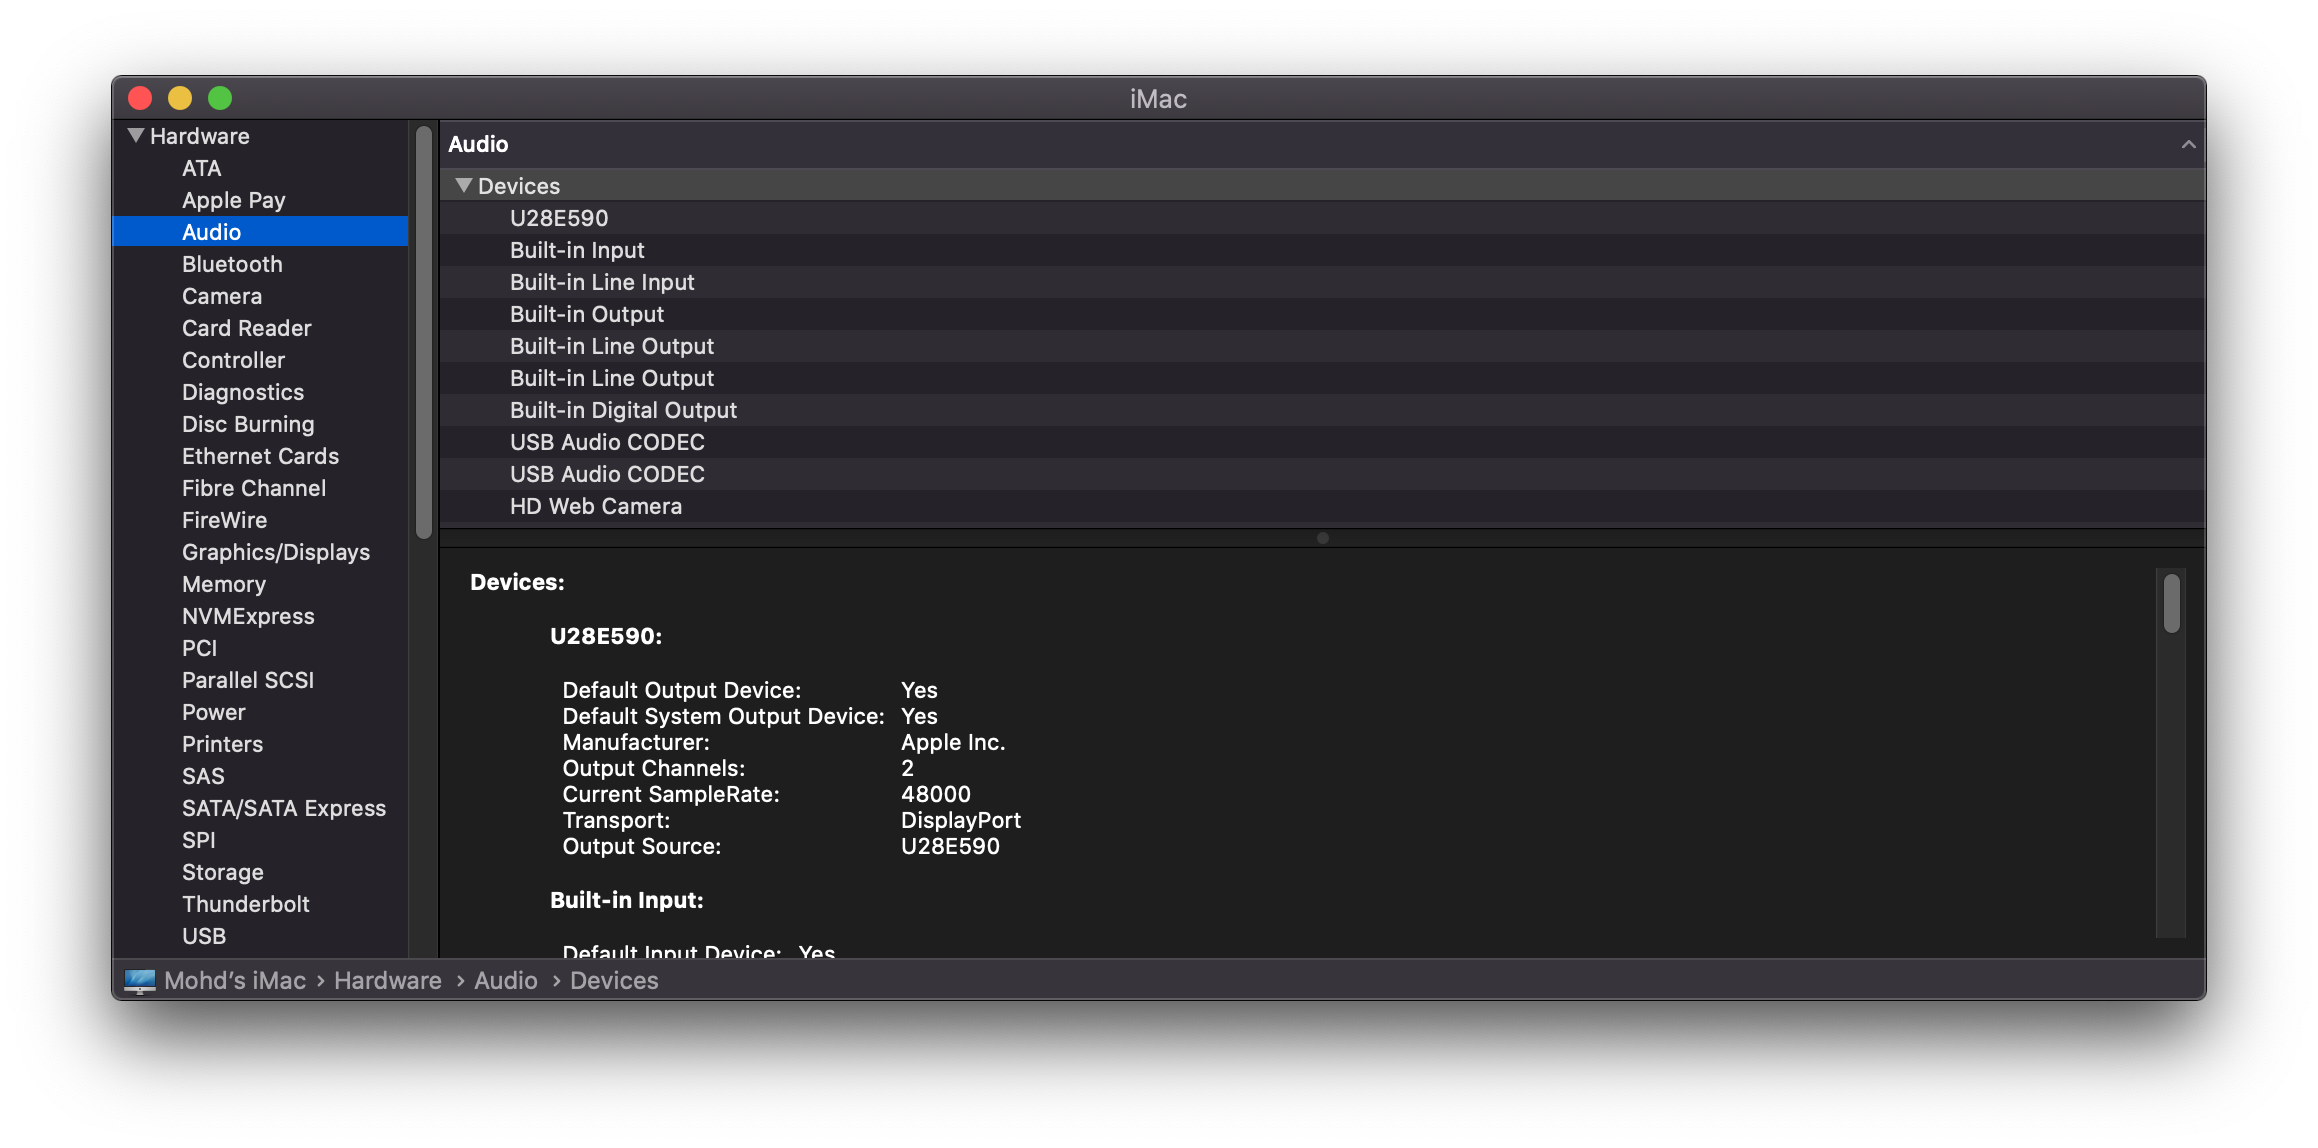 iMac
Hardware
ATA
Apple Pay
Audio
Bluetooth
Camera
Card Reader
Controller
Diagnostics
Disc Burning
Ethernet Cards
Fibre Channel
FireWire
Graphics/Displays
Memory
NVMExpress
PCI
Parallel SCSI
Power
Printers
SAS
SATA/SATA Express
SPI
Storage
Thunderbolt
USB
Audio
Devices
U28E590
Built-in Input
Built-in Line Input
Built-in Output
Built-in Line Output
Built-in Line Output
Built-in Digital Output
USB Audio CODEC
USB Audio CODEC
HD Web Camera
Devices:
U28E590:
Default Output Device: Yes
Default System Output Device: Yes
Manufacturer: Apple Inc.
Output Channels: 2
Current SampleRate: 48000
Transport: DisplayPort
Output Source: U28E590
Built-in Input:
Default Input Device: Yes
Mohd's iMac › Hardware › Audio › Devices